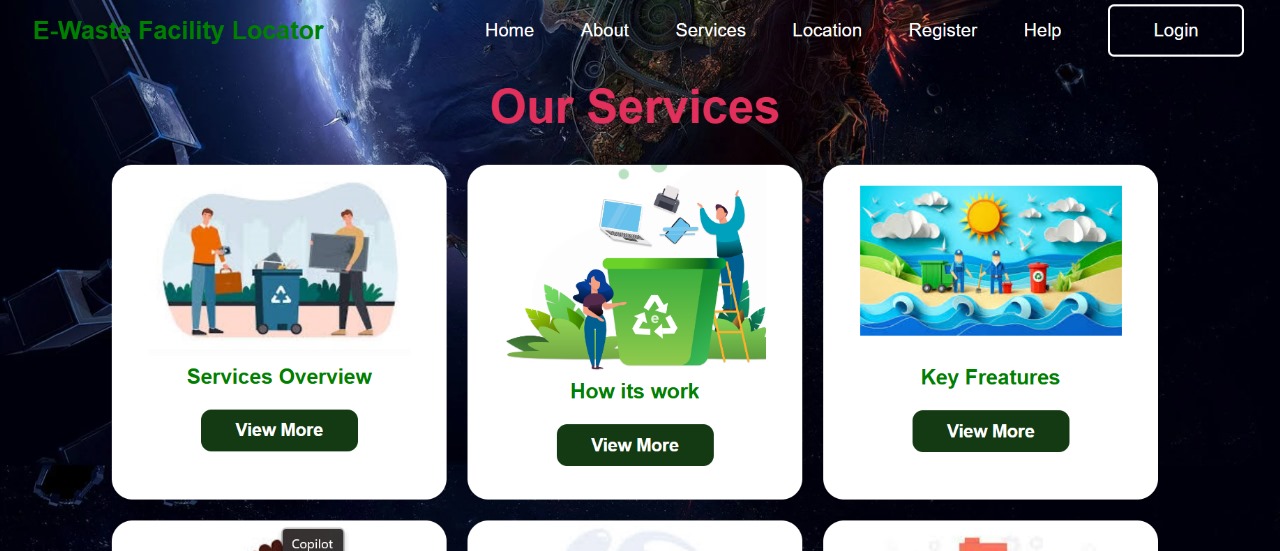 E-Waste Facility Locator
Home About Services Location Register Help Login
Our Services
Services Overview
View More
How its work
View More
Key Freatures
View More
e
Copilot